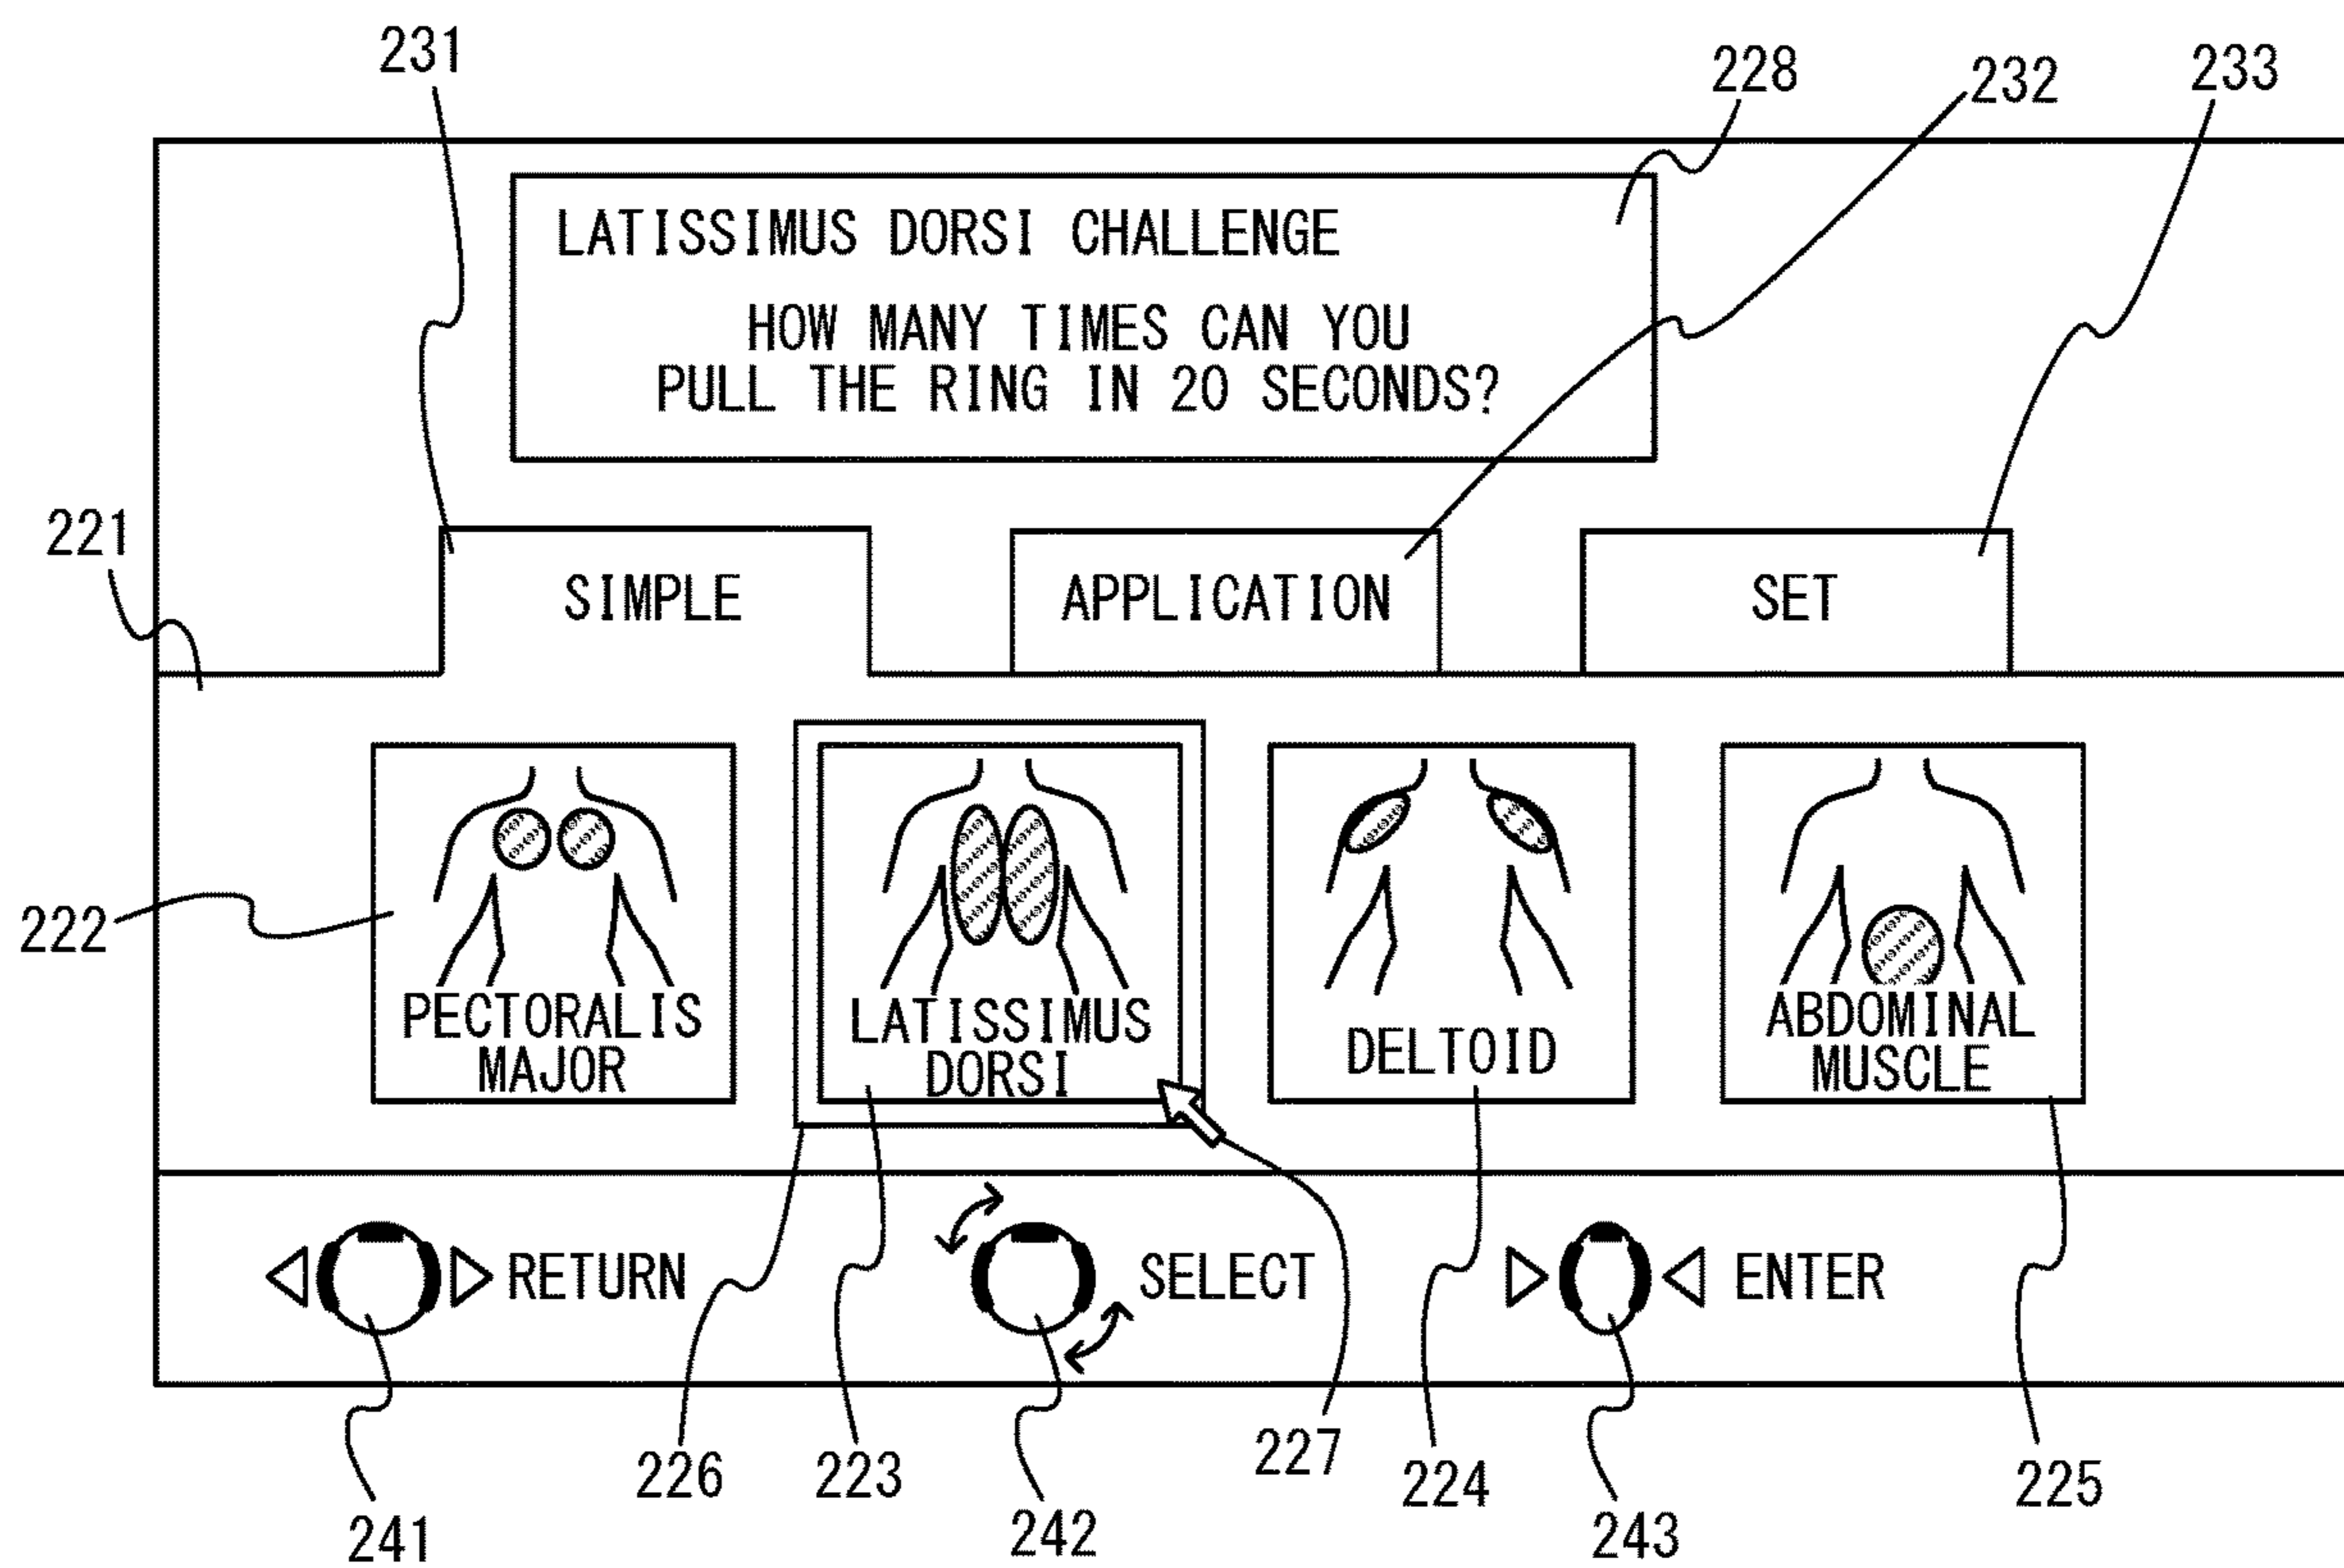 231
228
232
233
LATISSIMUS DORSI CHALLENGE
HOW MANY TIMES CAN YOU
PULL THE RING IN 20 SECONDS?
221
SIMPLE
APPLICATION
SET
222
PECTORALIS
MAJOR
LATISSIMUS
DORSI
DELTOID
ABDOMINAL
MUSCLE
RETURN
SELECT
ENTER
226
223
227
224
225
241
242
243